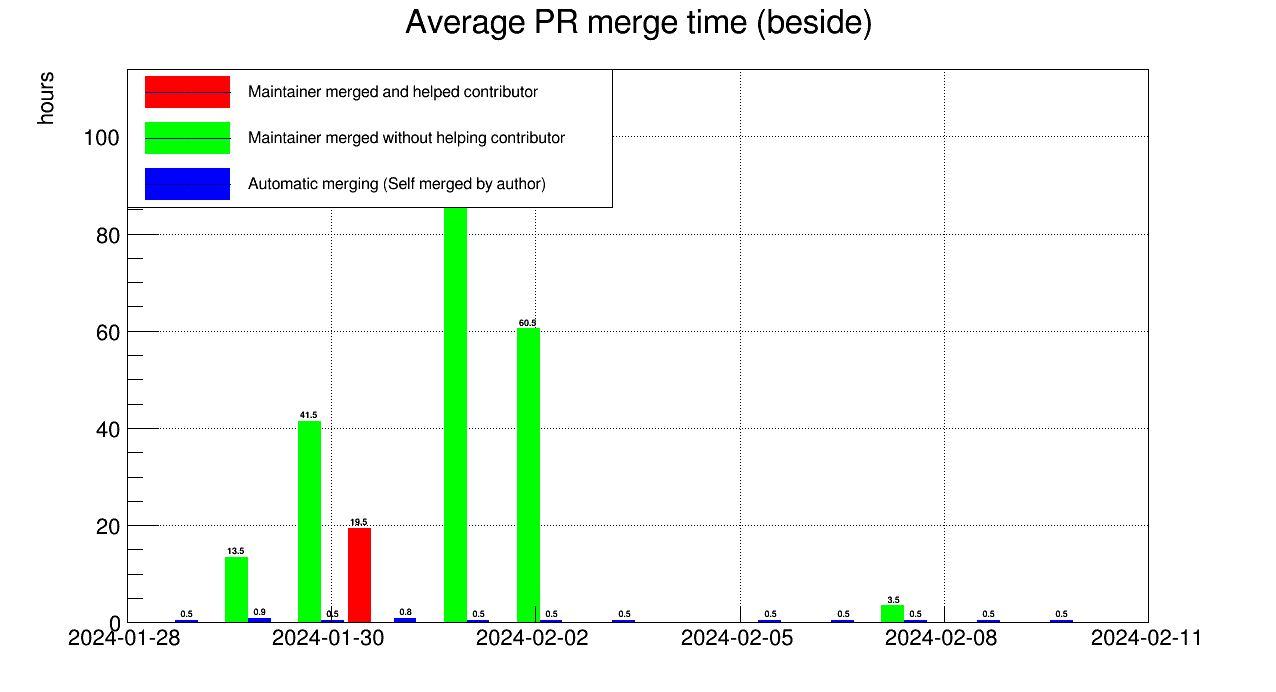 Average PR merge time (beside)
hours
Maintainer merged and helped contributor
Maintainer merged without helping contributor
Automatic merging (Self merged by author)
100
80
60
40
20
0
60.5
41.5
19.5
13.5
3.5
0.5 0.9 0.5 0.8 0.5 0.5 0.5 0.5 0.5 0.5 0.5 0.5
2024-01-28 2024-01-30 2024-02-02 2024-02-05 2024-02-08 2024-02-11